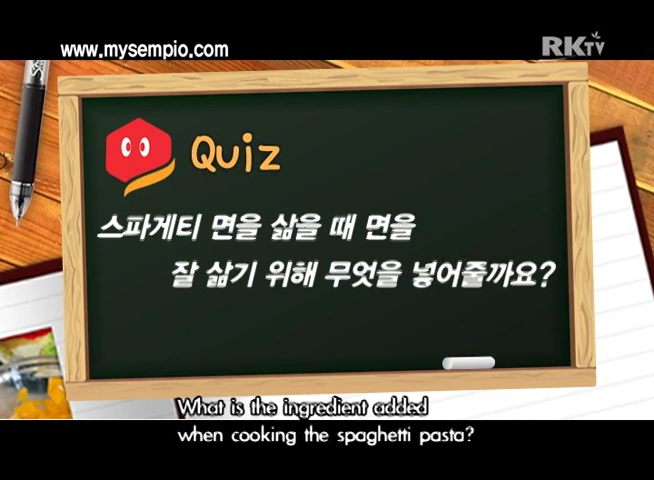 www.mysempio.com
RKTV
Quiz
스파게티 면을 삶을 때 면을
잘 삶기 위해 무엇을 넣어줄까요?
What is the ingredient added
when cooking the spaghetti pasta?